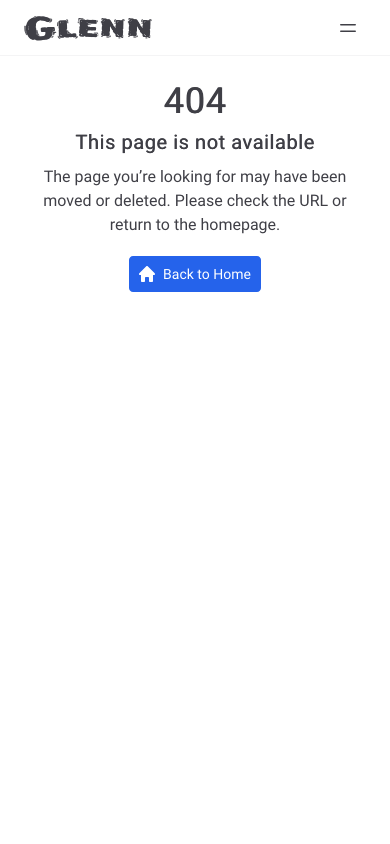 GLENN
404
This page is not available
The page you’re looking for may have been
moved or deleted. Please check the URL or
return to the homepage.
Back to Home